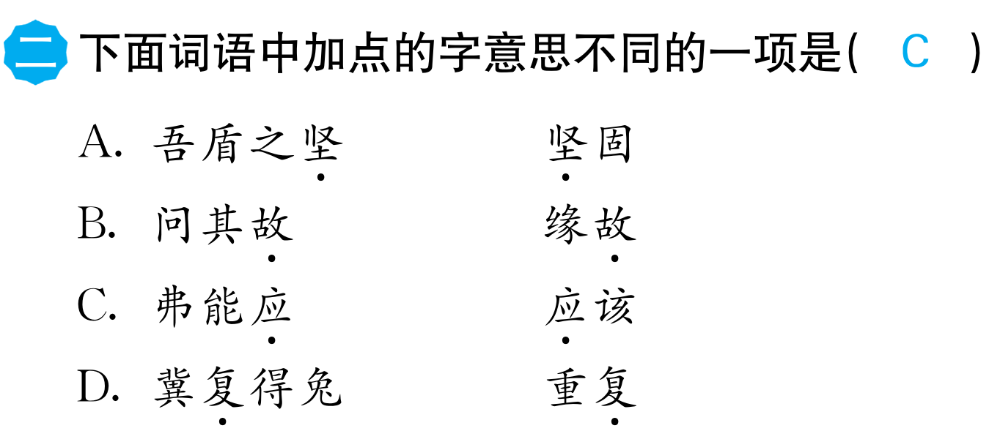 二 下面词语中加点的字意思不同的一项是( C )
A. 吾盾之坚 坚固
B. 问其故 缘故
C. 弗能应 应该
D. 冀复得兔 重复